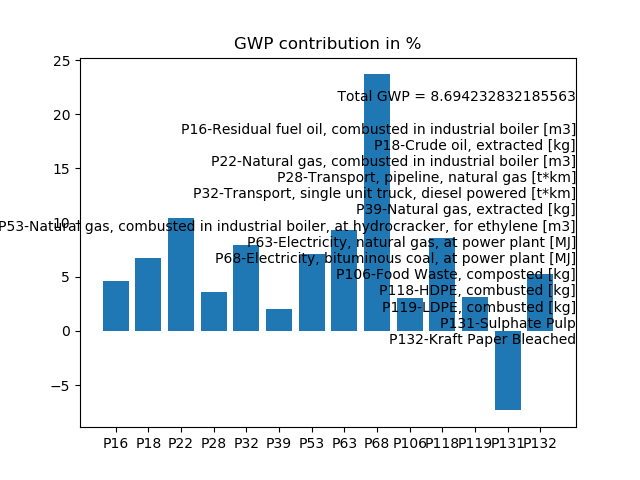 GWP contribution in %
25
Total GWP = 8.694232832185563
20
P16-Residual fuel oil, combusted in industrial boiler [m3]
P18-Crude oil, extracted [kg]
P22-Natural gas, combusted in industrial boiler [m3]
15
P28-Transport, pipeline, natural gas [t*km]
P32-Transport, single unit truck, diesel powered [t*km]
P39-Natural gas, extracted [kg]
10
P53-Natural gas, combusted in industrial boiler, at hydrocracker, for ethylene [m3]
P63-Electricity, natural gas, at power plant [MJ]
P68-Electricity, bituminous coal, at power plant [MJ]
5
P106-Food Waste, composted [kg]
P118-HDPE, combusted [kg]
P119-LDPE, combusted [kg]
P131-Sulphate Pulp
0
P132-Kraft Paper Bleached
−5
P16 P18 P22 P28 P32 P39 P53 P63 P68 P106 P118 P119 P131 P132